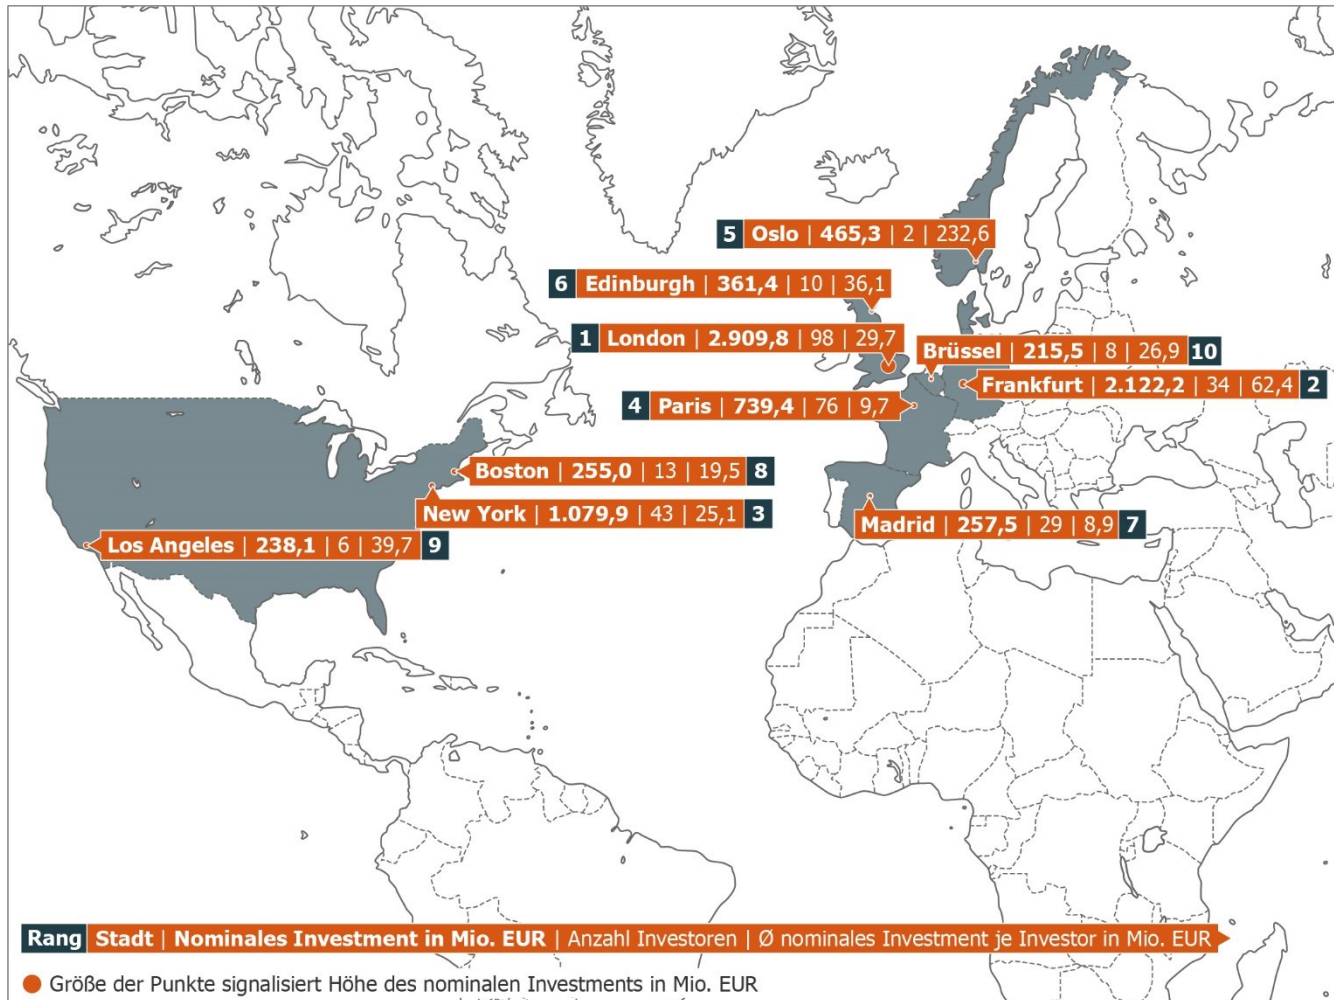 5 Oslo | 465,3 | 2 | 232,6
6 Edinburgh | 361,4 | 10 | 36,1
1 London | 2.909,8 | 98 | 29,7
Brüssel | 215,5 | 8 | 26,9 10
Frankfurt | 2.122,2 | 34 | 62,4 2
4 Paris | 739,4 | 76 | 9,7
Boston | 255,0 | 13 | 19,5 8
New York | 1.079,9 | 43 | 25,1 3
Madrid | 257,5 | 29 | 8,9 7
Los Angeles | 238,1 | 6 | 39,7 9
Rang Stadt | Nominales Investment in Mio. EUR | Anzahl Investoren | Ø nominales Investment je Investor in Mio. EUR
Größe der Punkte signalisiert Höhe des nominalen Investments in Mio. EUR